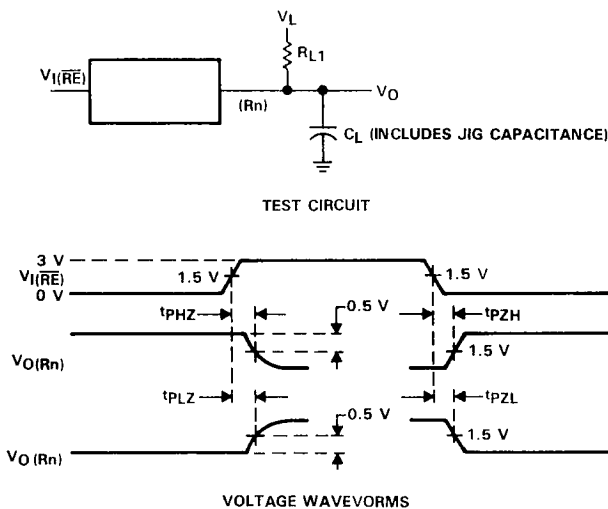 VL
RL1
VI(RE)
(Rn)
VO
CL (INCLUDES JIG CAPACITANCE)
TEST CIRCUIT
3 V
VI(RE)
1.5 V
1.5 V
0 V
0.5 V
tPHZ
tPZH
VO(Rn)
1.5 V
tPLZ
0.5 V
tPZL
1.5 V
VO(Rn)
VOLTAGE WAVEVORMS